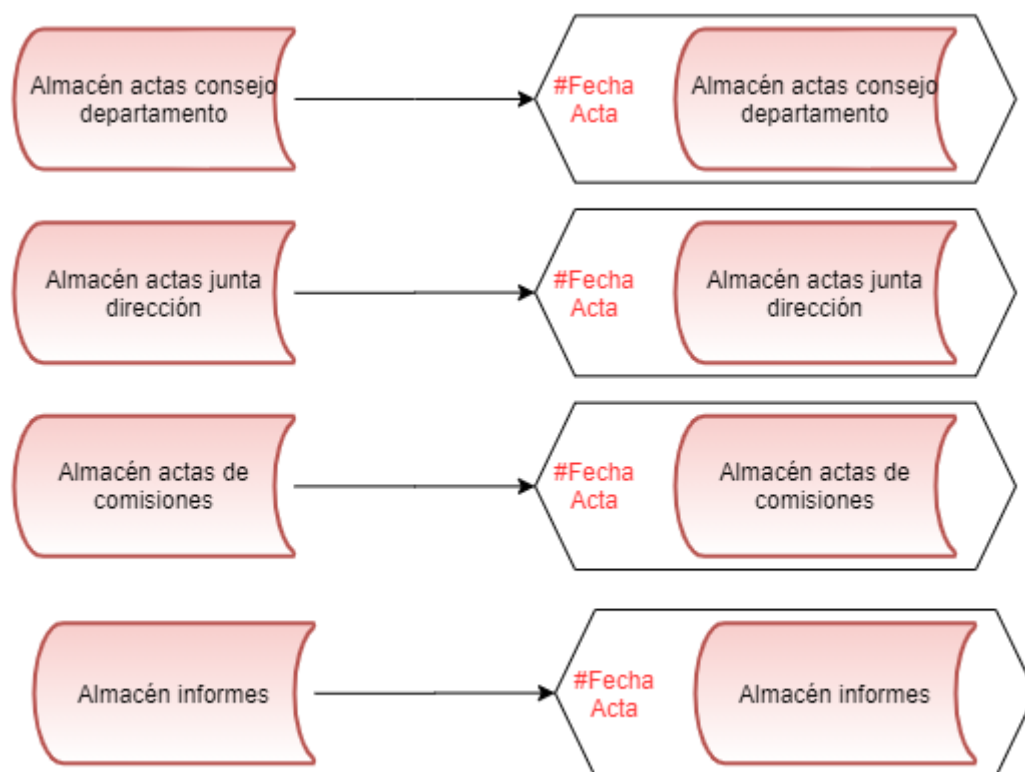 Almacén actas consejo
departamento
#Fecha
Acta
Almacén actas consejo
departamento
Almacén actas junta
dirección
#Fecha
Acta
Almacén actas junta
dirección
Almacén actas de
comisiones
#Fecha
Acta
Almacén actas de
comisiones
Almacén informes
#Fecha
Acta
Almacén informes